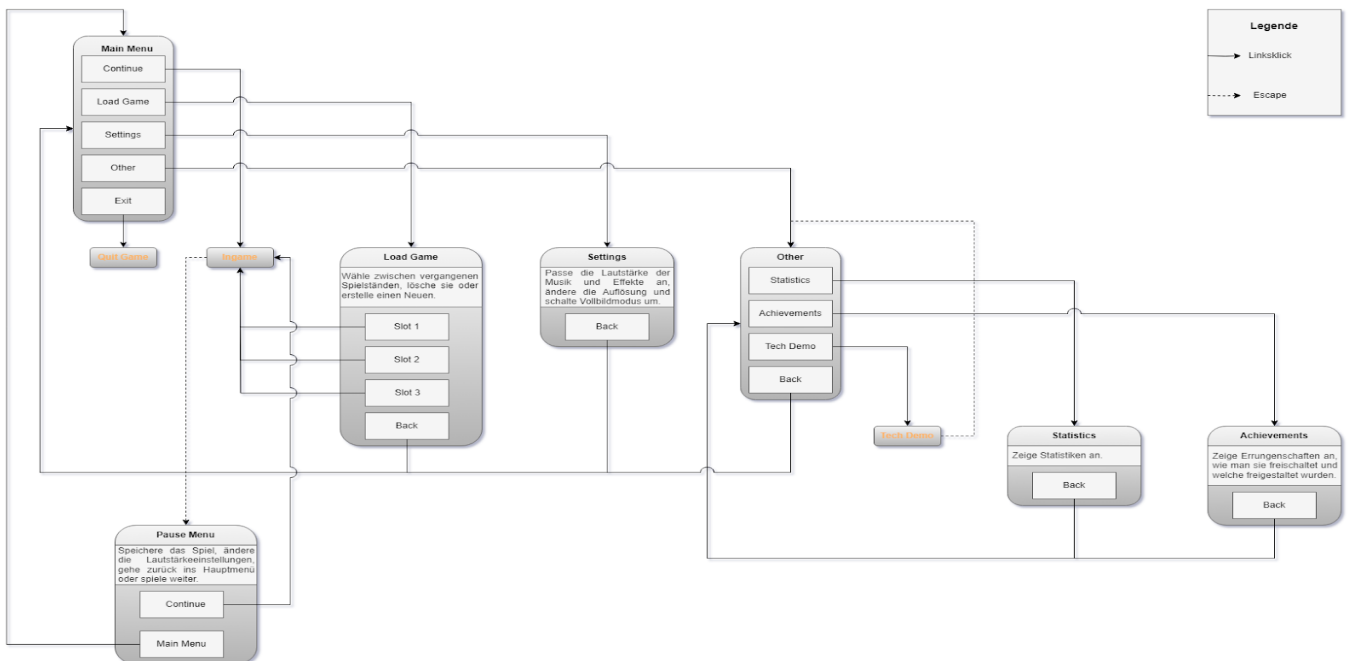 Main Menu
Continue
Load Game
Settings
Other
Exit
Quit Game
Ingame
Load Game
Wähle zwischen vergangenen
Spielständen, lösche sie oder
erstelle einen Neuen.
Slot 1
Slot 2
Slot 3
Back
Settings
Passe die Lautstärke der
Musik und Effekte an,
ändere die Auflösung und
schalte Vollbildmodus um.
Back
Other
Statistics
Achievements
Tech Demo
Back
Tech Demo
Statistics
Zeige Statistiken an.
Back
Achievements
Zeige Errungenschaften an,
wie man sie freischaltet und
welche freigestaltet wurden.
Back
Pause Menu
Speichere das Spiel, ändere
die Lautstärkeeinstellungen,
gehe zurück ins Hauptmenü
oder spiele weiter.
Continue
Main Menu
Legende
Linksklick
Escape